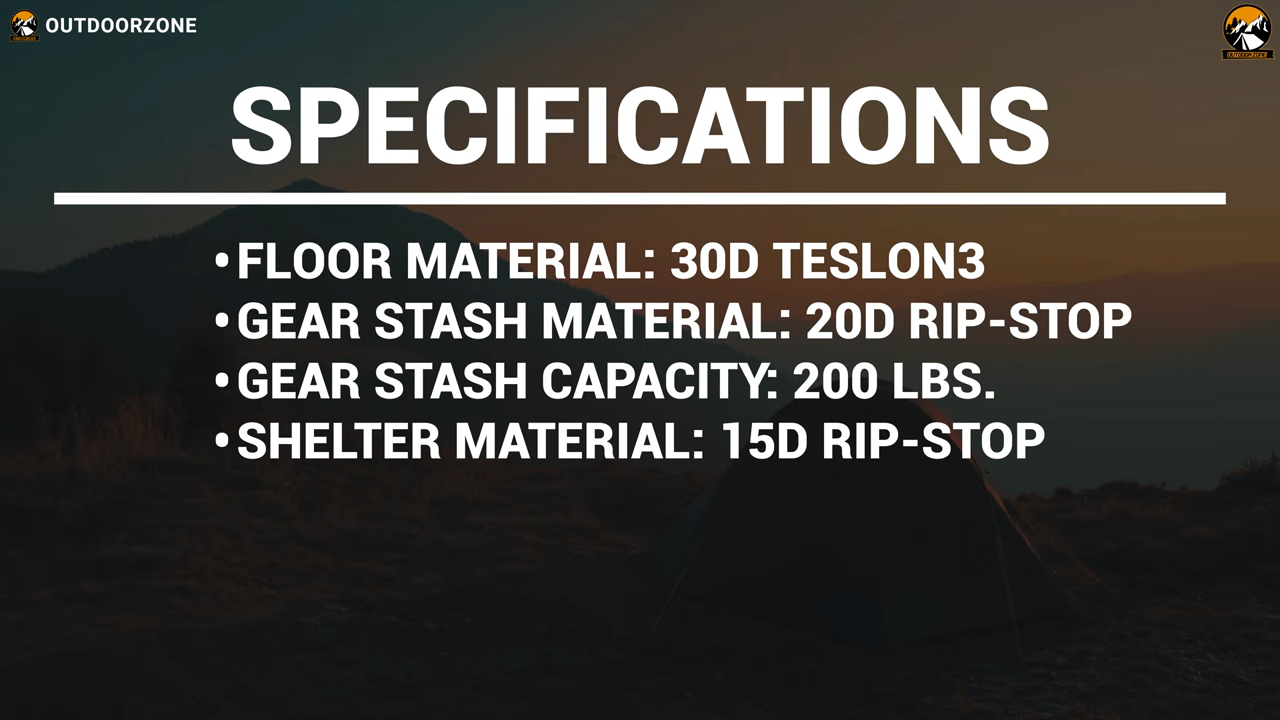 OUTDOORZONE
OUTDOORZONE
SPECIFICATIONS
• FLOOR MATERIAL: 30D TESLON3
• GEAR STASH MATERIAL: 20D RIP-STOP
• GEAR STASH CAPACITY: 200 LBS.
• SHELTER MATERIAL: 15D RIP-STOP